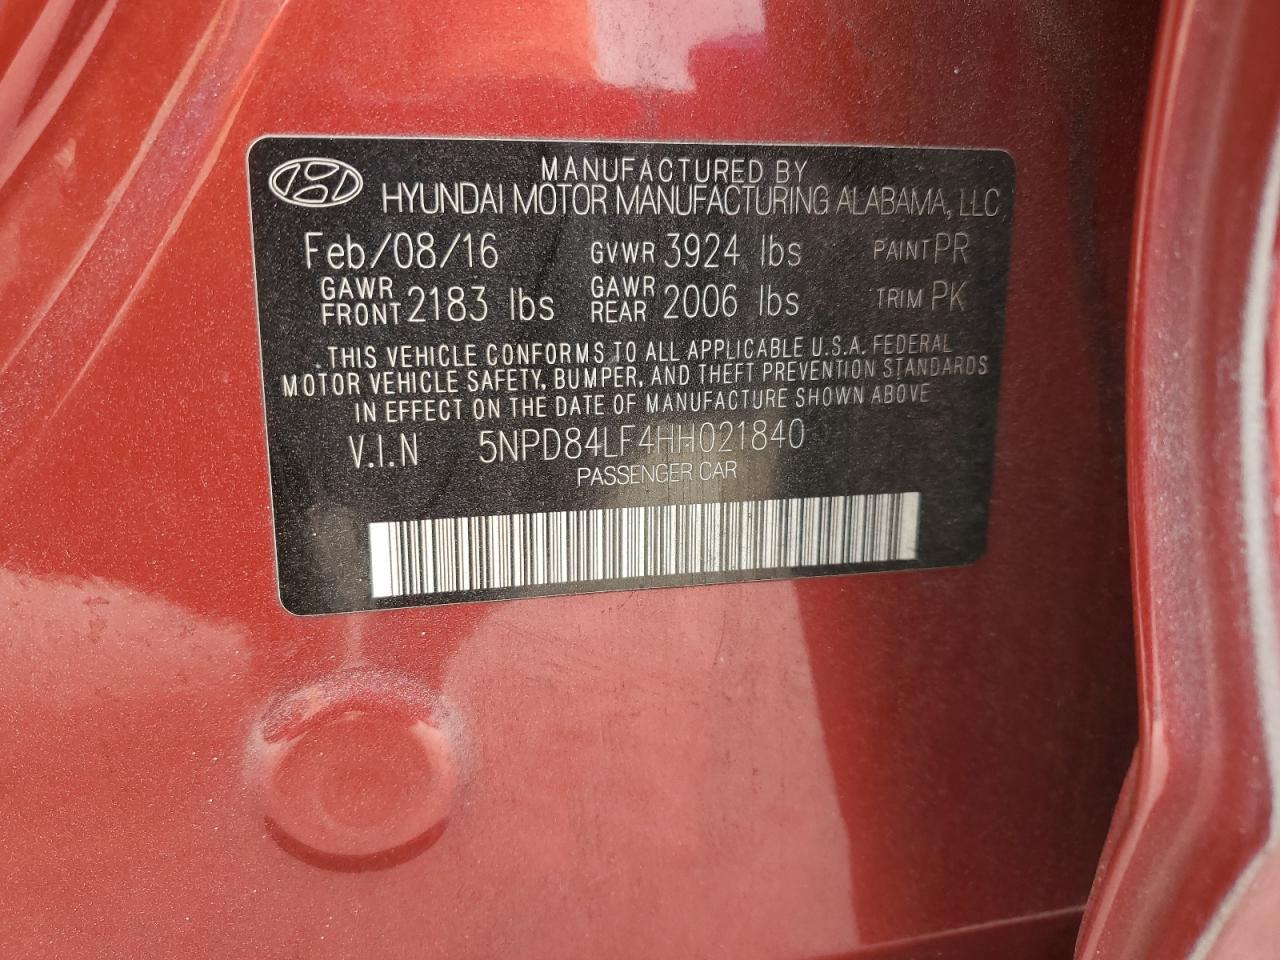 MANUFACTURED BY
HYUNDAI MOTOR MANUFACTURING ALABAMA, LLC
Feb/08/16 GVWR 3924 lbs PAINT PR
GAWR FRONT 2183 lbs GAWR REAR 2006 lbs TRIM PK
THIS VEHICLE CONFORMS TO ALL APPLICABLE U.S.A. FEDERAL
MOTOR VEHICLE SAFETY, BUMPER, AND THEFT PREVENTION STANDARDS
IN EFFECT ON THE DATE OF MANUFACTURE SHOWN ABOVE
V.I.N 5NPD84LF4HH021840
PASSENGER CAR